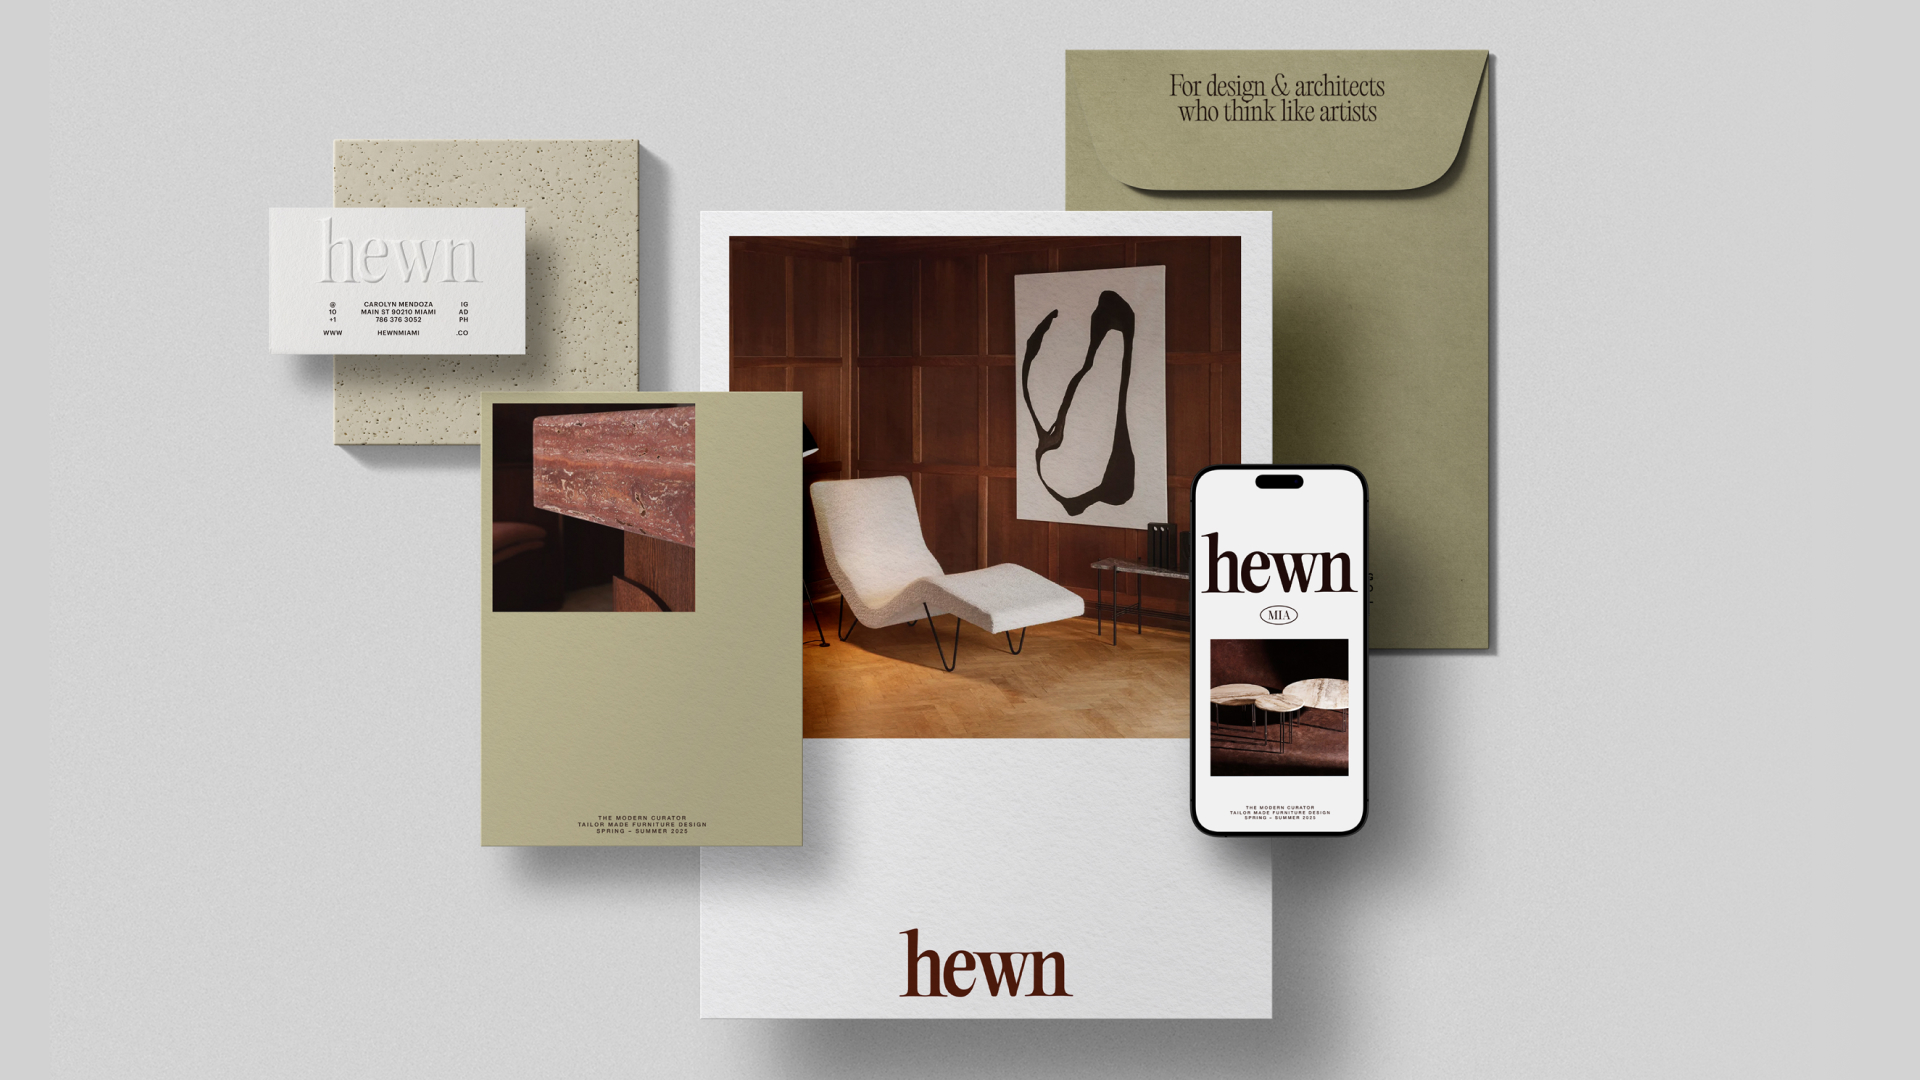 For design & architects
who think like artists
hewn
@ CAROLYN MENDOZA IG
10 MAIN ST 90210 MIAMI AD
+1 786 376 3052 PH
WWW HEWNMIAMI .CO
THE MODERN CURATOR
TAILOR MADE FURNITURE DESIGN
SPRING – SUMMER 2025
hewn
MIA
THE MODERN CURATOR
TAILOR MADE FURNITURE DESIGN
SPRING – SUMMER 2025
hewn